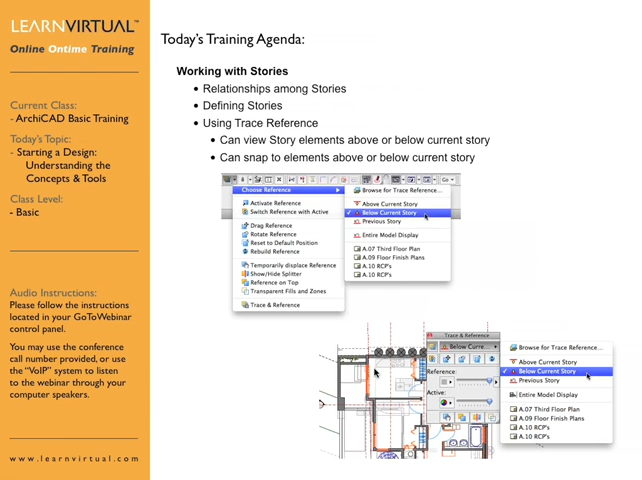 LEARNVIRTUAL™
Online Ontime Training
Current Class:
- ArchiCAD Basic Training
Today's Topic:
- Starting a Design:
Understanding the
Concepts & Tools
Class Level:
- Basic
Audio Instructions:
Please follow the instructions
located in your GoToWebinar
control panel.
You may use the conference
call number provided, or use
the "VoIP" system to listen
to the webinar through your
computer speakers.
www.learnvirtual.com
Today's Training Agenda:
Working with Stories
• Relationships among Stories
• Defining Stories
• Using Trace Reference
• Can view Story elements above or below current story
• Can snap to elements above or below current story
Go
Choose Reference
Activate Reference
Switch Reference with Active
Drag Reference
Rotate Reference
Reset to Default Position
Rebuild Reference
Temporarily displace Reference
Show/Hide Splitter
Reference on Top
Transparent Fills and Zones
Trace & Reference
Browse for Trace Reference...
Above Current Story
✓ Below Current Story
Previous Story
Entire Model Display
A.07 Third Floor Plan
A.09 Floor Finish Plans
A.10 RCP's
A.10 RCP's
Trace & Reference
Below Curre...
Reference:
Active:
Browse for Trace Reference...
Above Current Story
✓ Below Current Story
Previous Story
Entire Model Display
A.07 Third Floor Plan
A.09 Floor Finish Plans
A.10 RCP's
A.10 RCP's